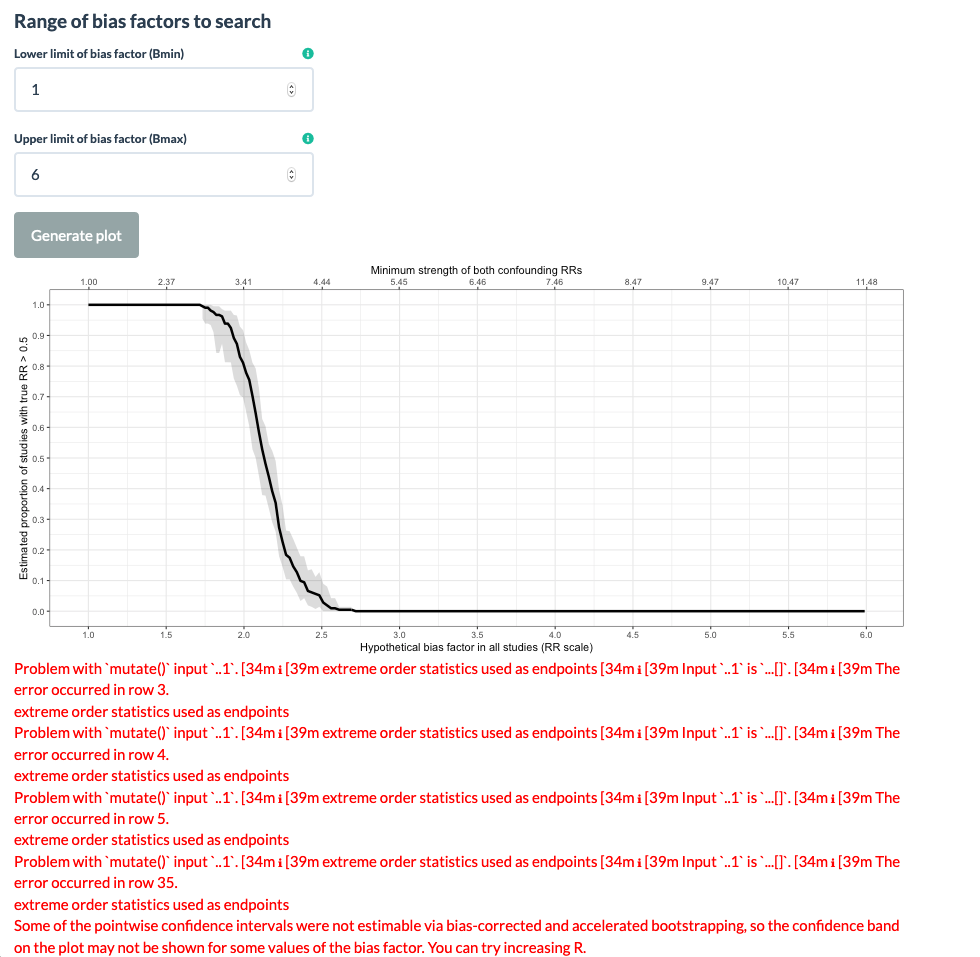 Range of bias factors to search
Lower limit of bias factor (Bmin)
1
Upper limit of bias factor (Bmax)
6
Generate plot
Minimum strength of both confounding RRs
1.00 2.37 3.41 4.44 5.45 6.46 7.46 8.47 9.47 10.47 11.48
Estimated proportion of studies with true RR > 0.5
1.0
0.9
0.8
0.7
0.6
0.5
0.4
0.3
0.2
0.1
0.0
1.0 1.5 2.0 2.5 3.0 3.5 4.0 4.5 5.0 5.5 6.0
Hypothetical bias factor in all studies (RR scale)
Problem with `mutate()` input `..1`. [34mℹ [39m extreme order statistics used as endpoints [34mℹ [39m Input `..1` is `...[]`. [34mℹ [39m The
error occurred in row 3.
extreme order statistics used as endpoints
Problem with `mutate()` input `..1`. [34mℹ [39m extreme order statistics used as endpoints [34mℹ [39m Input `..1` is `...[]`. [34mℹ [39m The
error occurred in row 4.
extreme order statistics used as endpoints
Problem with `mutate()` input `..1`. [34mℹ [39m extreme order statistics used as endpoints [34mℹ [39m Input `..1` is `...[]`. [34mℹ [39m The
error occurred in row 5.
extreme order statistics used as endpoints
Problem with `mutate()` input `..1`. [34mℹ [39m extreme order statistics used as endpoints [34mℹ [39m Input `..1` is `...[]`. [34mℹ [39m The
error occurred in row 35.
extreme order statistics used as endpoints
Some of the pointwise confidence intervals were not estimable via bias-corrected and accelerated bootstrapping, so the confidence band
on the plot may not be shown for some values of the bias factor. You can try increasing R.